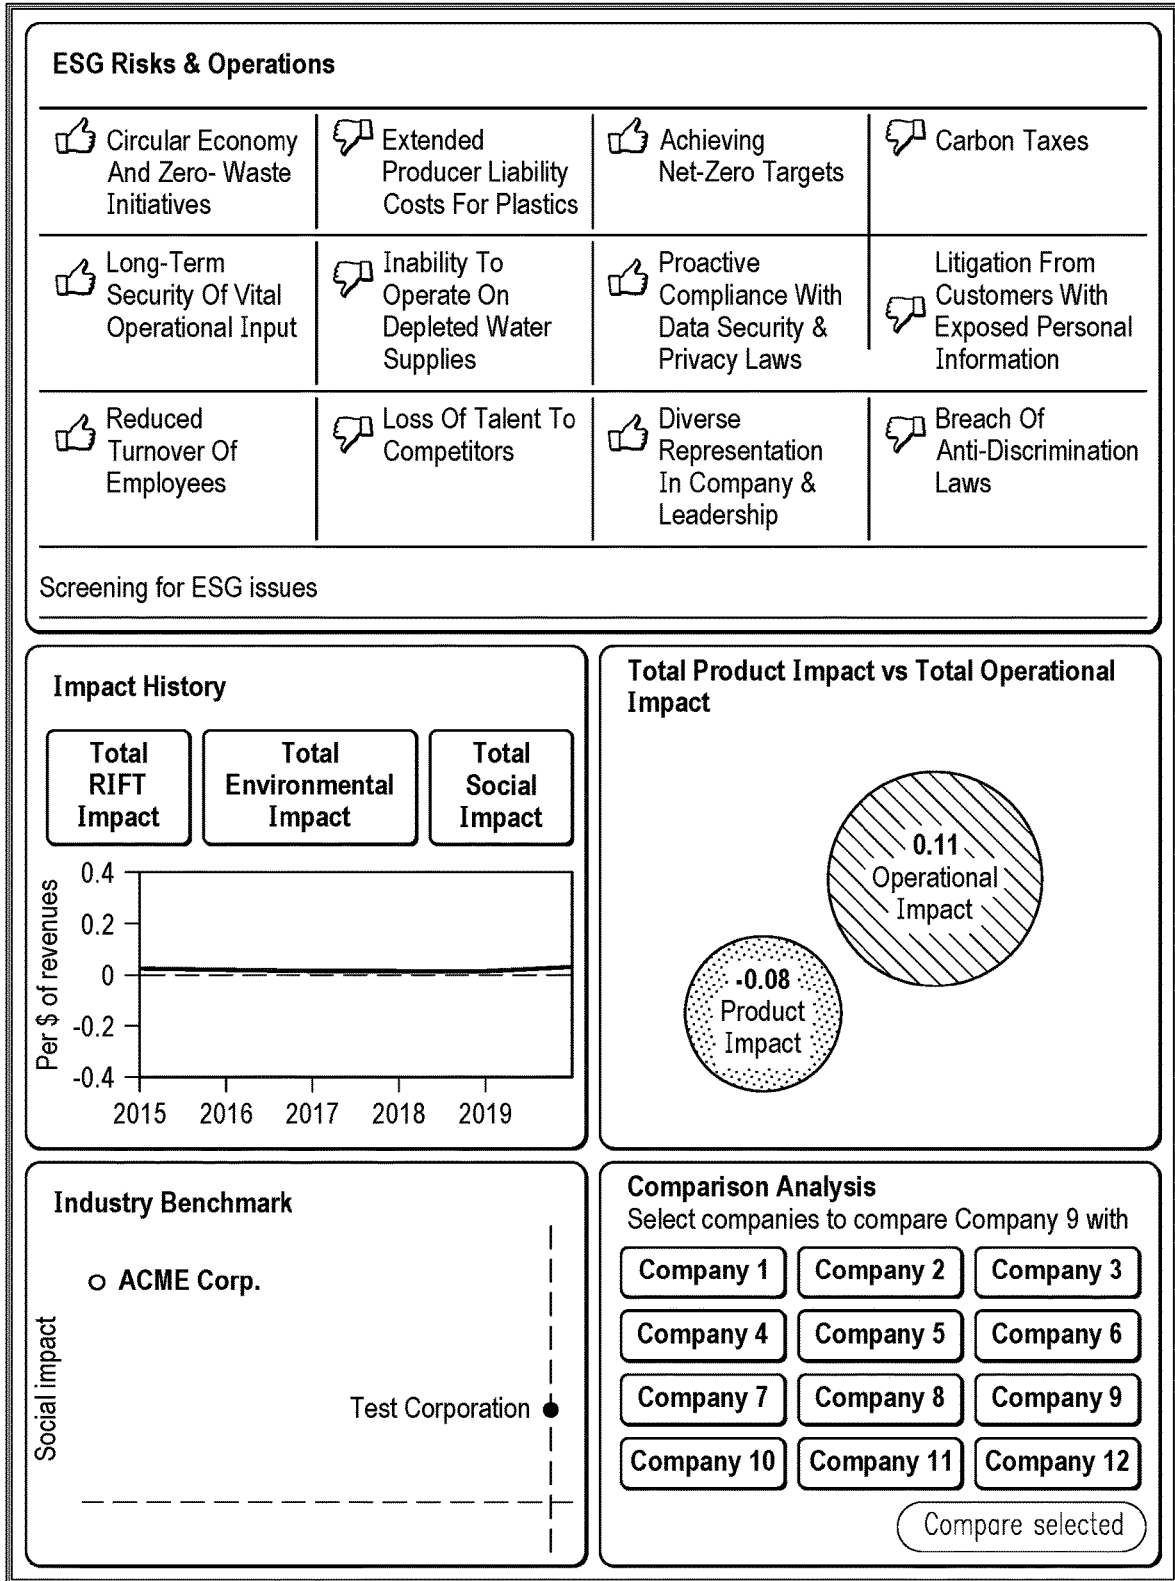 ESG Risks & Operations
Circular Economy
And Zero- Waste
Initiatives
Extended
Producer Liability
Costs For Plastics
Achieving
Net-Zero Targets
Carbon Taxes
Long-Term
Security Of Vital
Operational Input
Inability To
Operate On
Depleted Water
Supplies
Proactive
Compliance With
Data Security &
Privacy Laws
Litigation From
Customers With
Exposed Personal
Information
Reduced
Turnover Of
Employees
Loss Of Talent To
Competitors
Diverse
Representation
In Company &
Leadership
Breach Of
Anti-Discrimination
Laws
Screening for ESG issues
Impact History
Total
RIFT
Impact
Total
Environmental
Impact
Total
Social
Impact
Per $ of revenues
0.4
0.2
0
-0.2
-0.4
2015 2016 2017 2018 2019
Total Product Impact vs Total Operational
Impact
0.11
Operational
Impact
-0.08
Product
Impact
Industry Benchmark
ACME Corp.
Social impact
Test Corporation
Comparison Analysis
Select companies to compare Company 9 with
Company 1 Company 2 Company 3
Company 4 Company 5 Company 6
Company 7 Company 8 Company 9
Company 10 Company 11 Company 12
Compare selected